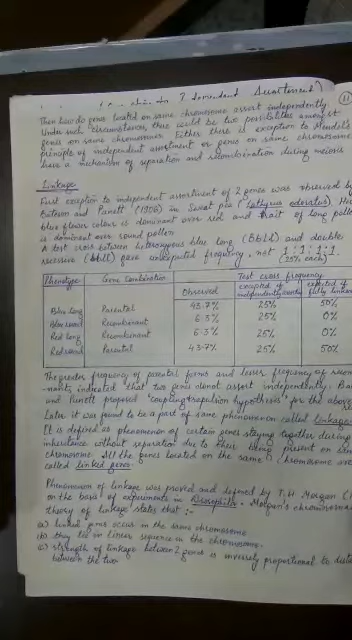 11
Then how do genes located on same chromosome assort independently.
Under such circumstances, there could be two possibilities amongst
genes on same chromosomes. Either there is exception to Mendel's
principle of independent assortment or genes on same chromosome
have a mechanism of separation and recombination during meiosis
Linkage
First exception to independent assortment of 2 genes was observed by
Bateson and Punett (1906) in Sweet pea (Lathyrus odoratus). He
blue flower colour is dominant over red and trait of long pollen
is dominant over round pollen
A test cross between heterozygous blue long (BbLl) and double
recessive (bbll) gave unexpected frequency, not 1:1:1:1
(25% each)
Phenotype Gene Combination Test cross frequency
Observed expected if independently assorty expected if fully linked
Blue long Parental 43.7% 25% 50%
Blue round Recombinant 6.3% 25% 0%
Red long Recombinant 6.3% 25% 0%
Red round Parental 43.7% 25% 50%
The greater frequency of parental forms and lesser frequency of recom
indicated that two genes donot assort independently. Ba
and Punett proposed "coupling & repulsion hypothesis" for the above
Later it was found to be a part of same phenomenon called linkage
It is defined as phenomenon of certain genes staying together during
inheritance without separation due to their being present on same
chromosome. All the genes located on the same chromosome are
called linked genes
Phenomenon of linkage was proved and defined by T. H. Morgan (
on the basis of experiments in Drosophila. Morgan's chromosomal
theory of linkage states that :-
(a) linked genes occur in the same chromosome
(b) they lie in linear sequence in the chromosome.
(c) strength of linkage between 2 genes is inversely proportional to dista
between the two